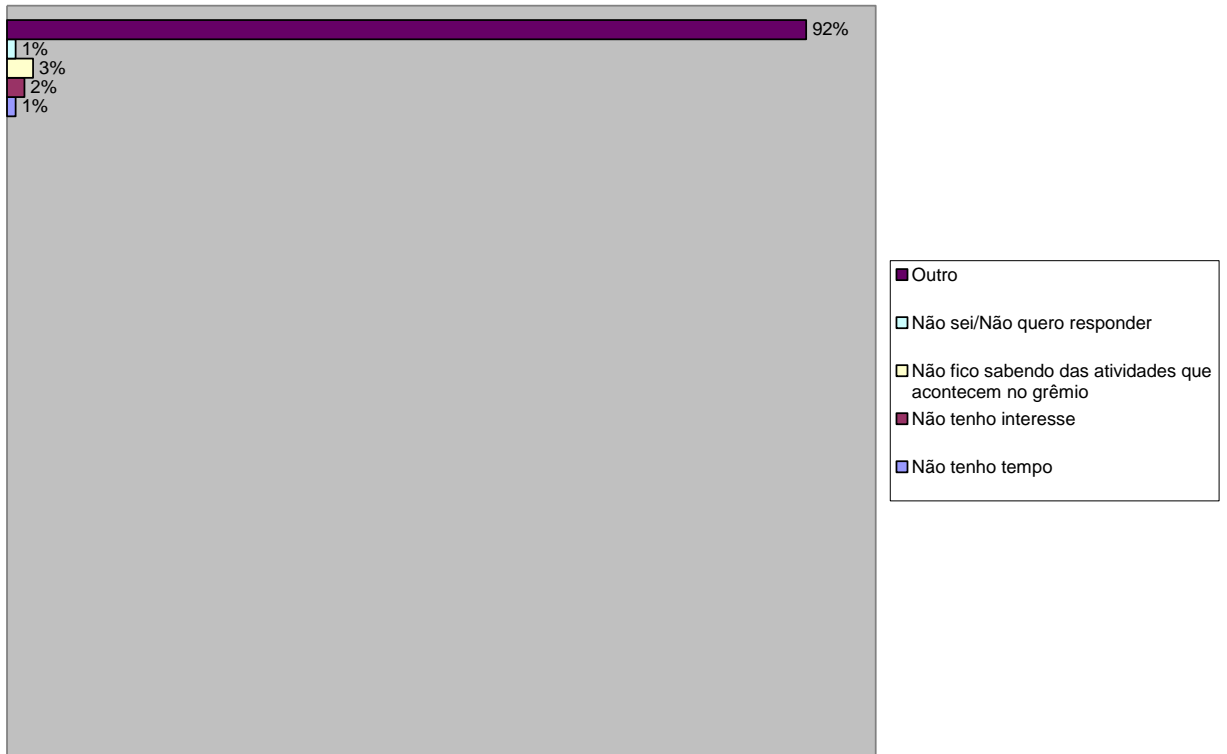 92%
1%
3%
2%
1%
Outro
Não sei/Não quero responder
Não fico sabendo das atividades que
acontecem no grêmio
Não tenho interesse
Não tenho tempo